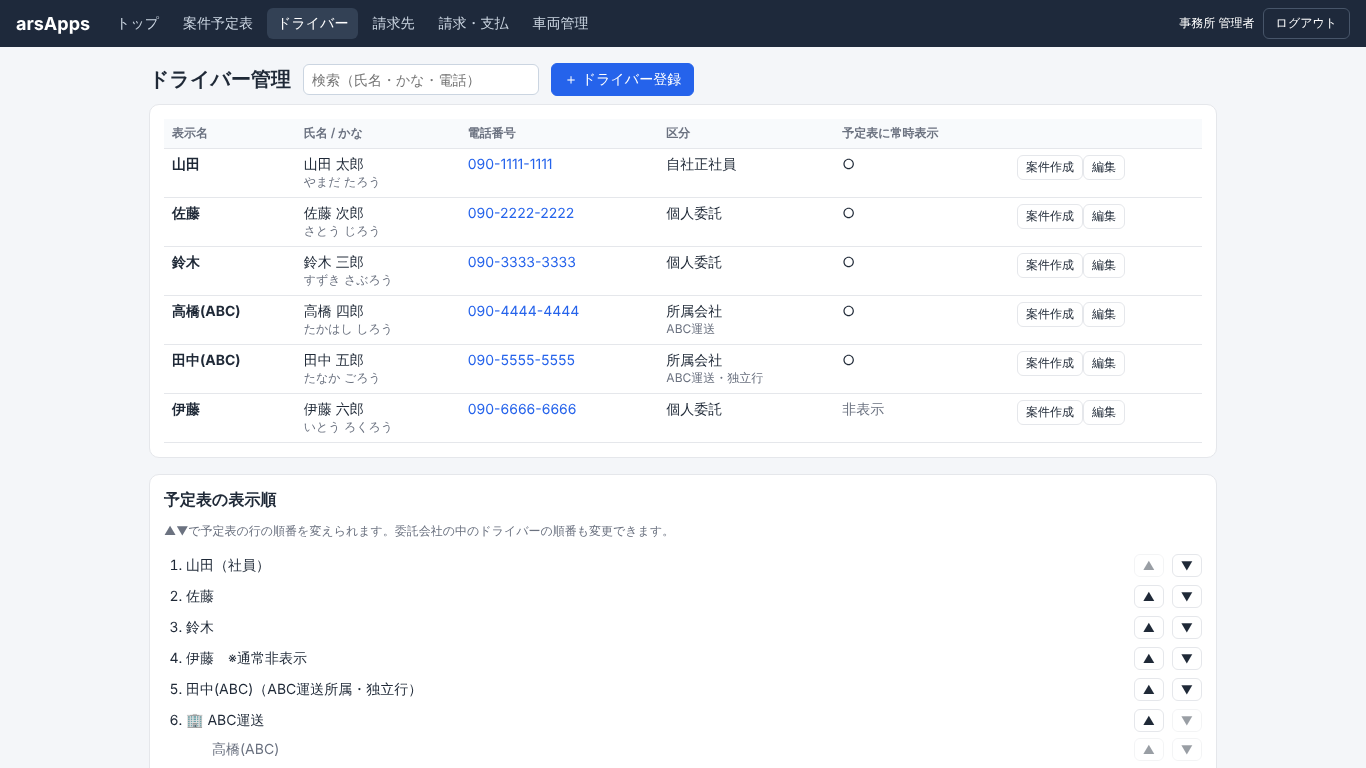 arsApps トップ 案件予定表 ドライバー 請求先 請求・支払 車両管理 事務所 管理者 ログアウト
ドライバー管理 検索（氏名・かな・電話） ＋ ドライバー登録
表示名 氏名 / かな 電話番号 区分 予定表に常時表示
山田 山田 太郎 090-1111-1111 自社正社員 ○ 案件作成 編集
やまだ たろう
佐藤 佐藤 次郎 090-2222-2222 個人委託 ○ 案件作成 編集
さとう じろう
鈴木 鈴木 三郎 090-3333-3333 個人委託 ○ 案件作成 編集
すずき さぶろう
高橋(ABC) 高橋 四郎 090-4444-4444 所属会社 ○ 案件作成 編集
たかはし しろう ABC運送
田中(ABC) 田中 五郎 090-5555-5555 所属会社 ○ 案件作成 編集
たなか ごろう ABC運送・独立行
伊藤 伊藤 六郎 090-6666-6666 個人委託 非表示 案件作成 編集
いとう ろくろう
予定表の表示順
▲▼で予定表の行の順番を変えられます。委託会社の中のドライバーの順番も変更できます。
1. 山田（社員） ▲ ▼
2. 佐藤 ▲ ▼
3. 鈴木 ▲ ▼
4. 伊藤　※通常非表示 ▲ ▼
5. 田中(ABC)（ABC運送所属・独立行） ▲ ▼
6. 🏢 ABC運送 ▲ ▼
高橋(ABC) ▲ ▼